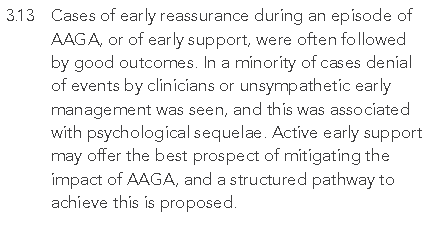 3.13 Cases of early reassurance during an episode of
AAGA, or of early support, were often followed
by good outcomes. In a minority of cases denial
of events by clinicians or unsympathetic early
management was seen, and this was associated
with psychological sequelae. Active early support
may offer the best prospect of mitigating the
impact of AAGA, and a structured pathway to
achieve this is proposed.